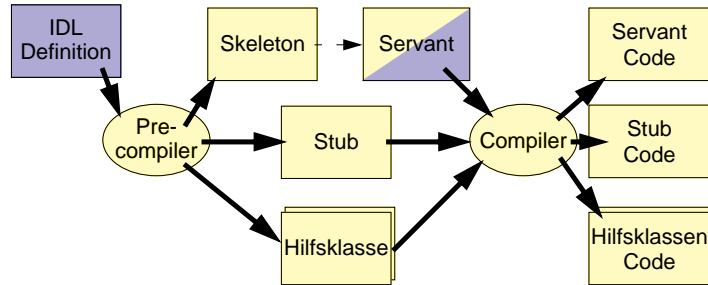 IDL
Definition
Skeleton
Servant
Servant
Code
Pre-
compiler
Stub
Compiler
Stub
Code
Hilfsklasse
Hilfsklassen
Code